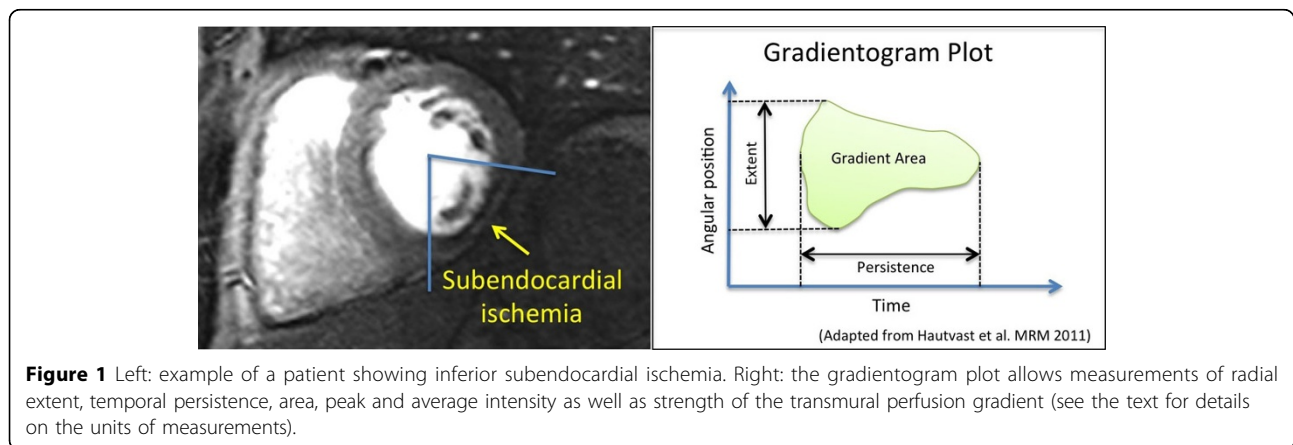 Subendocardial
ischemia
Gradientogram Plot
Angular position
Extent
Gradient Area
Persistence
Time
(Adapted from Hautvast et al. MRM 2011)
Figure 1 Left: example of a patient showing inferior subendocardial ischemia. Right: the gradientogram plot allows measurements of radial
extent, temporal persistence, area, peak and average intensity as well as strength of the transmural perfusion gradient (see the text for details
on the units of measurements).